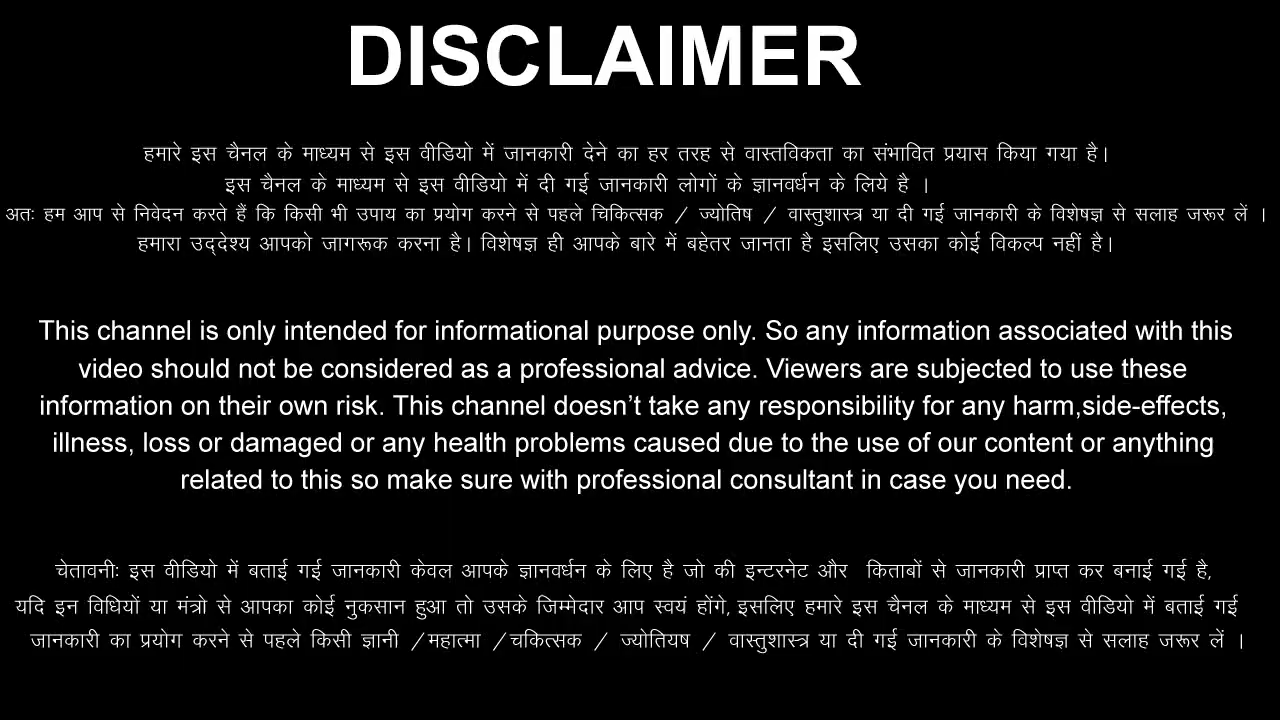 DISCLAIMER
हमारे इस चैनल के माध्यम से इस वीडियो में जानकारी देने का हर तरह से वास्तविकता का संभावित प्रयास किया गया है।
इस चैनल के माध्यम से इस वीडियो में दी गई जानकारी लोगों के ज्ञानवर्धन के लिये है ।
अतः हम आप से निवेदन करते हैं कि किसी भी उपाय का प्रयोग करने से पहले चिकित्सक / ज्योतिष / वास्तुशास्त्र या दी गई जानकारी के विशेषज्ञ से सलाह जरूर लें ।
हमारा उद्देश्य आपको जागरूक करना है। विशेषज्ञ ही आपके बारे में बहेतर जानता है इसलिए उसका कोई विकल्प नहीं है।
This channel is only intended for informational purpose only. So any information associated with this
video should not be considered as a professional advice. Viewers are subjected to use these
information on their own risk. This channel doesn’t take any responsibility for any harm,side-effects,
illness, loss or damaged or any health problems caused due to the use of our content or anything
related to this so make sure with professional consultant in case you need.
चेतावनीः इस वीडियो में बताई गई जानकारी केवल आपके ज्ञानवर्धन के लिए है जो की इन्टरनेट और किताबों से जानकारी प्राप्त कर बनाई गई है,
यदि इन विधियों या मंत्रो से आपका कोई नुकसान हुआ तो उसके जिम्मेदार आप स्वयं होंगे, इसलिए हमारे इस चैनल के माध्यम से इस वीडियो में बताई गई
जानकारी का प्रयोग करने से पहले किसी ज्ञानी /महात्मा /चकित्सक / ज्योतियष / वास्तुशास्त्र या दी गई जानकारी के विशेषज्ञ से सलाह जरूर लें ।